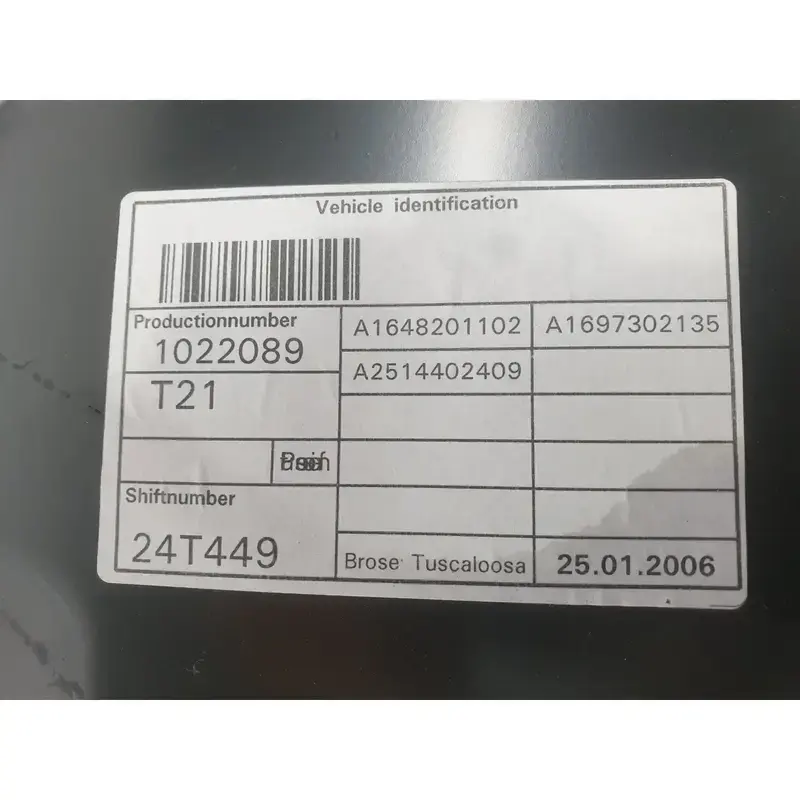 Vehicle identification
Productionnumber
1022089
A1648201102
A1697302135
T21
A2514402409
Shiftnumber
24T449
Brose Tuscaloosa
25.01.2006